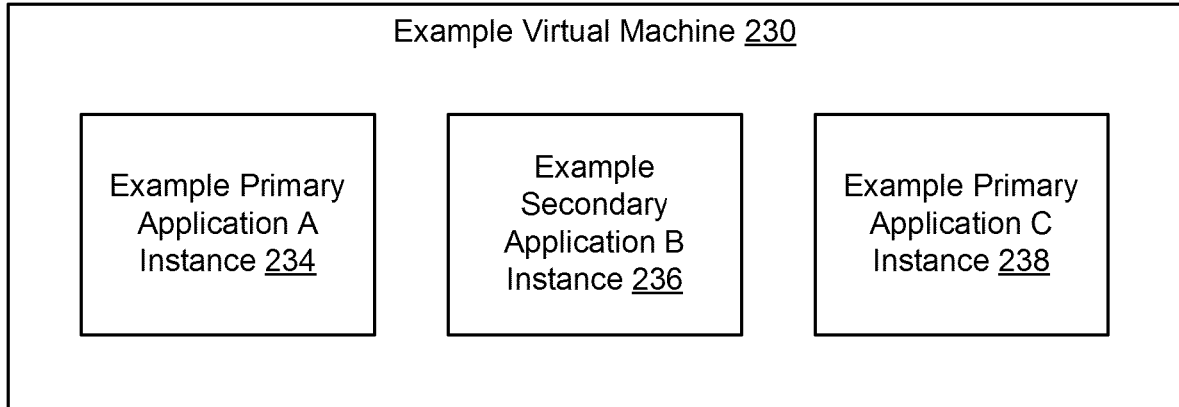 Example Virtual Machine 230
Example Primary
Application A
Instance 234
Example
Secondary
Application B
Instance 236
Example Primary
Application C
Instance 238